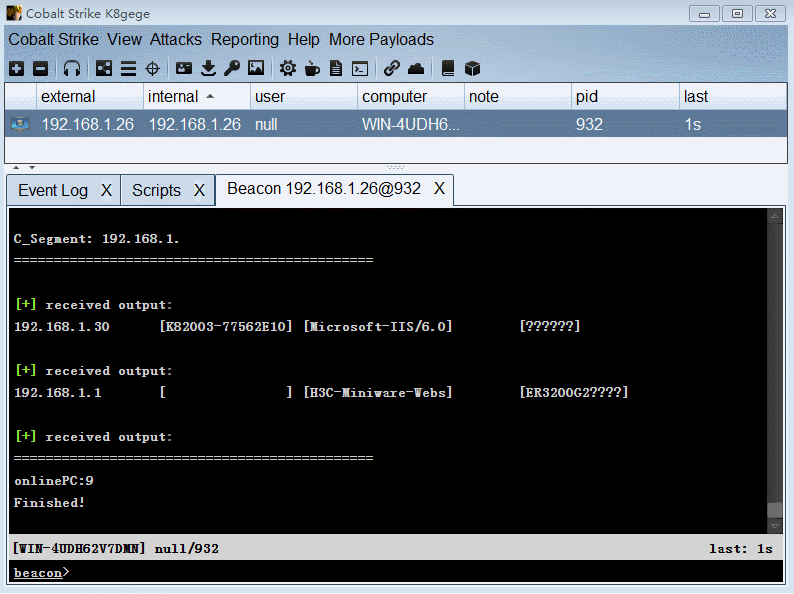 Cobalt Strike K8gege
Cobalt Strike View Attacks Reporting Help More Payloads
external internal user computer note pid last
192.168.1.26 192.168.1.26 null WIN-4UDH6... 932 1s
Event Log X Scripts X Beacon 192.168.1.26@932 X
C_Segment: 192.168.1.
=============================================
[+] received output:
192.168.1.30 [K82003-77562E10] [Microsoft-IIS/6.0] [??????]
[+] received output:
192.168.1.1 [ ] [H3C-Miniware-Webs] [ER3200G2????]
[+] received output:
=============================================
onlinePC:9
Finished!
[WIN-4UDH62V7DMN] null/932 last: 1s
beacon>